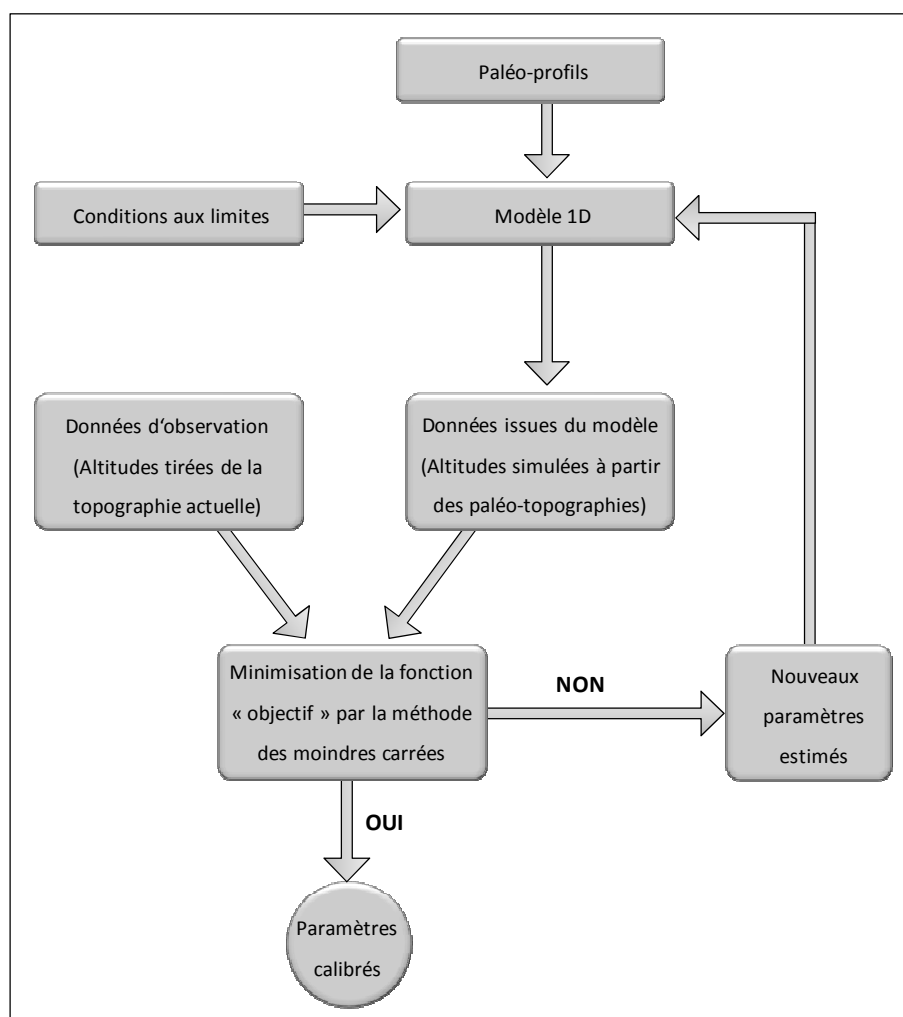 Paléo-profils
Conditions aux limites
Modèle 1D
Données d‘observation
(Altitudes tirées de la
topographie actuelle)
Données issues du modèle
(Altitudes simulées à partir
des paléo-topographies)
Minimisation de la fonction
« objectif » par la méthode
des moindres carrées
NON
Nouveaux
paramètres
estimés
OUI
Paramètres
calibrés